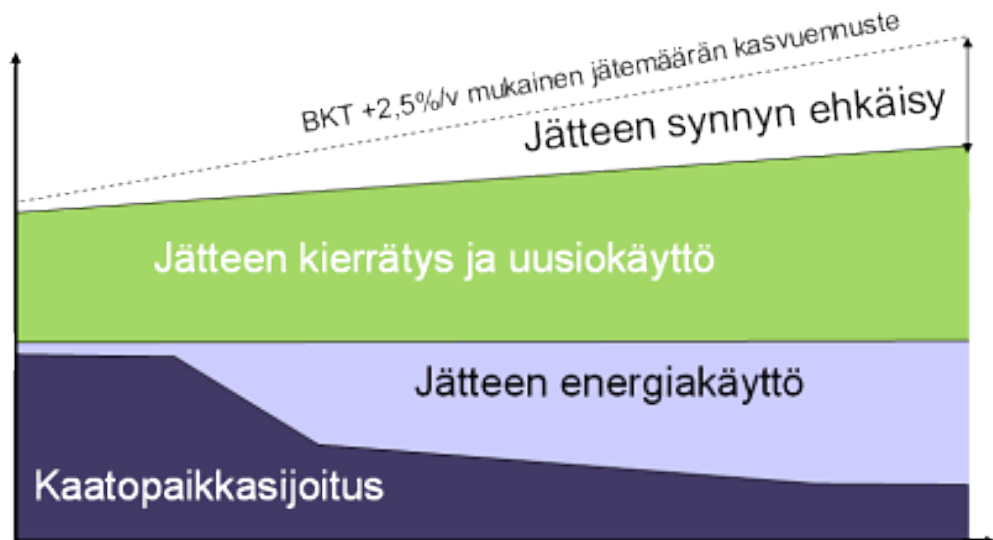 BKT +2,5%/v mukainen jätemäärän kasvuennuste
Jätteen synnyn ehkäisy
Jätteen kierrätys ja uusiokäyttö
Jätteen energiakäyttö
Kaatopaikkasijoitus